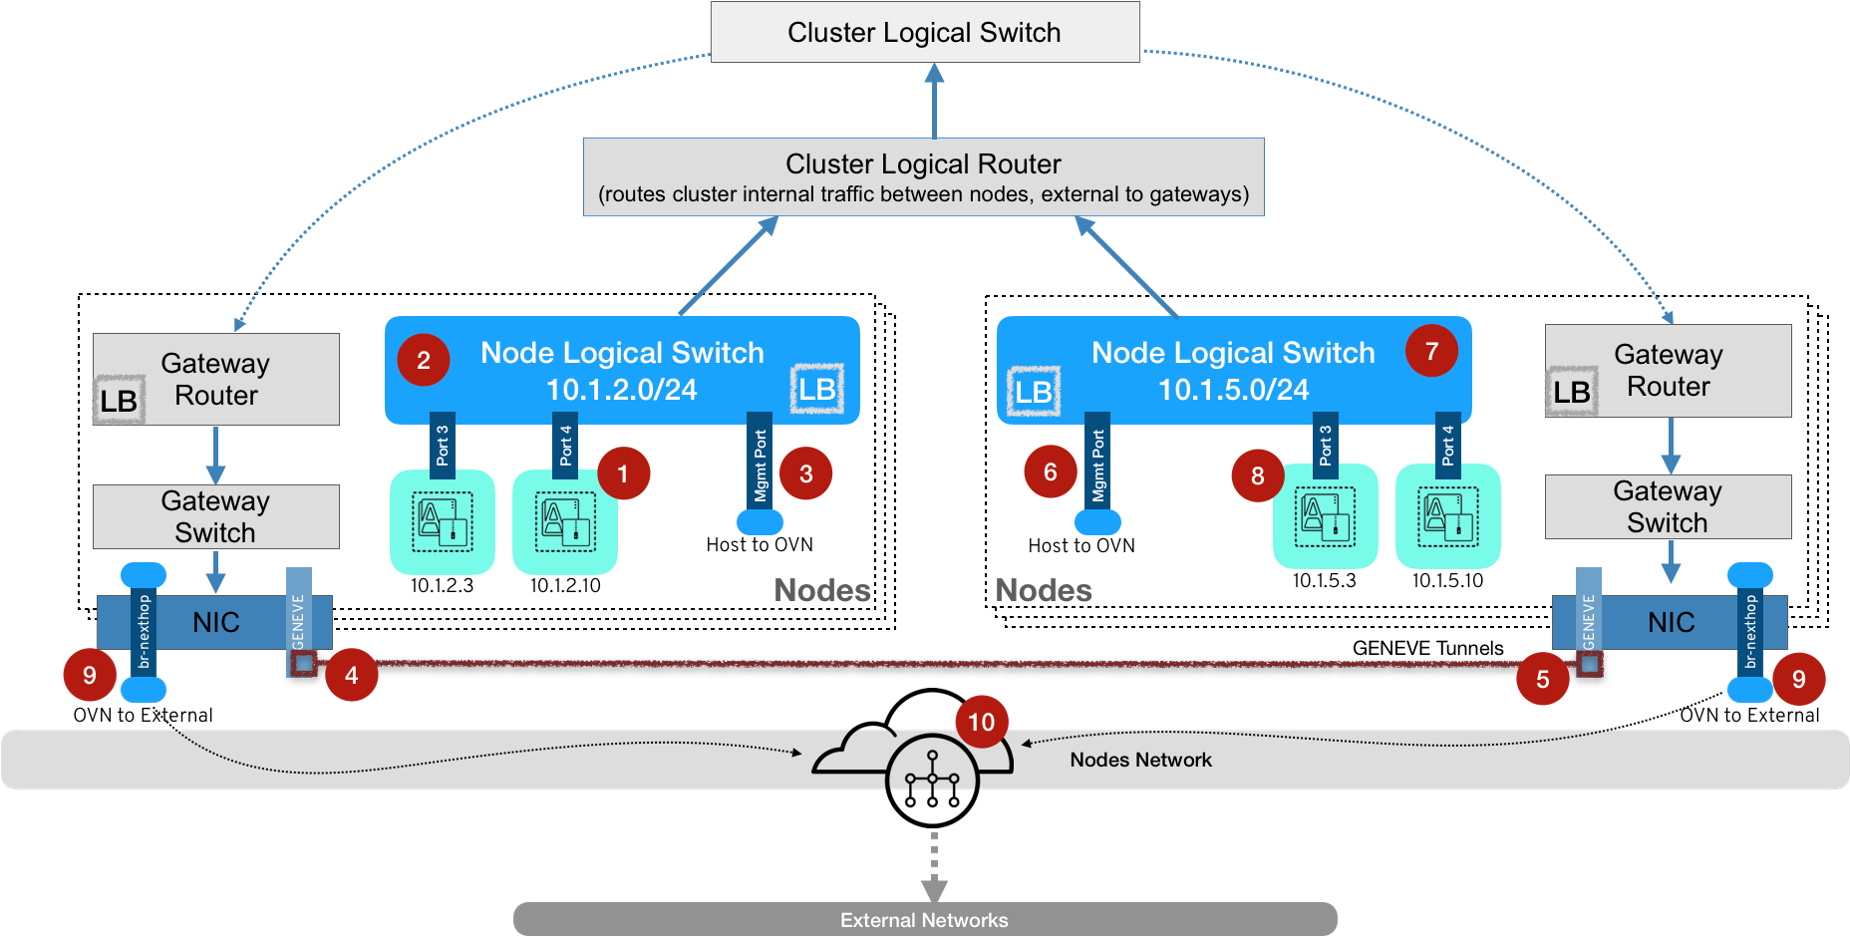 Cluster Logical Switch
Cluster Logical Router
(routes cluster internal traffic between nodes, external to gateways)
Gateway
Router
LB
Gateway
Switch
NIC
br-nexthop
GENEVE
9
OVN to External
4
2
Node Logical Switch
10.1.2.0/24
LB
Port 3
Port 4
Mgmt Port
1
3
10.1.2.3
10.1.2.10
Host to OVN
Nodes
Node Logical Switch
10.1.5.0/24
7
LB
Mgmt Port
Port 3
Port 4
6
8
Host to OVN
10.1.5.3
10.1.5.10
Nodes
Gateway
Router
LB
Gateway
Switch
GENEVE
NIC
br-nexthop
GENEVE Tunnels
5
9
OVN to External
10
Nodes Network
External Networks